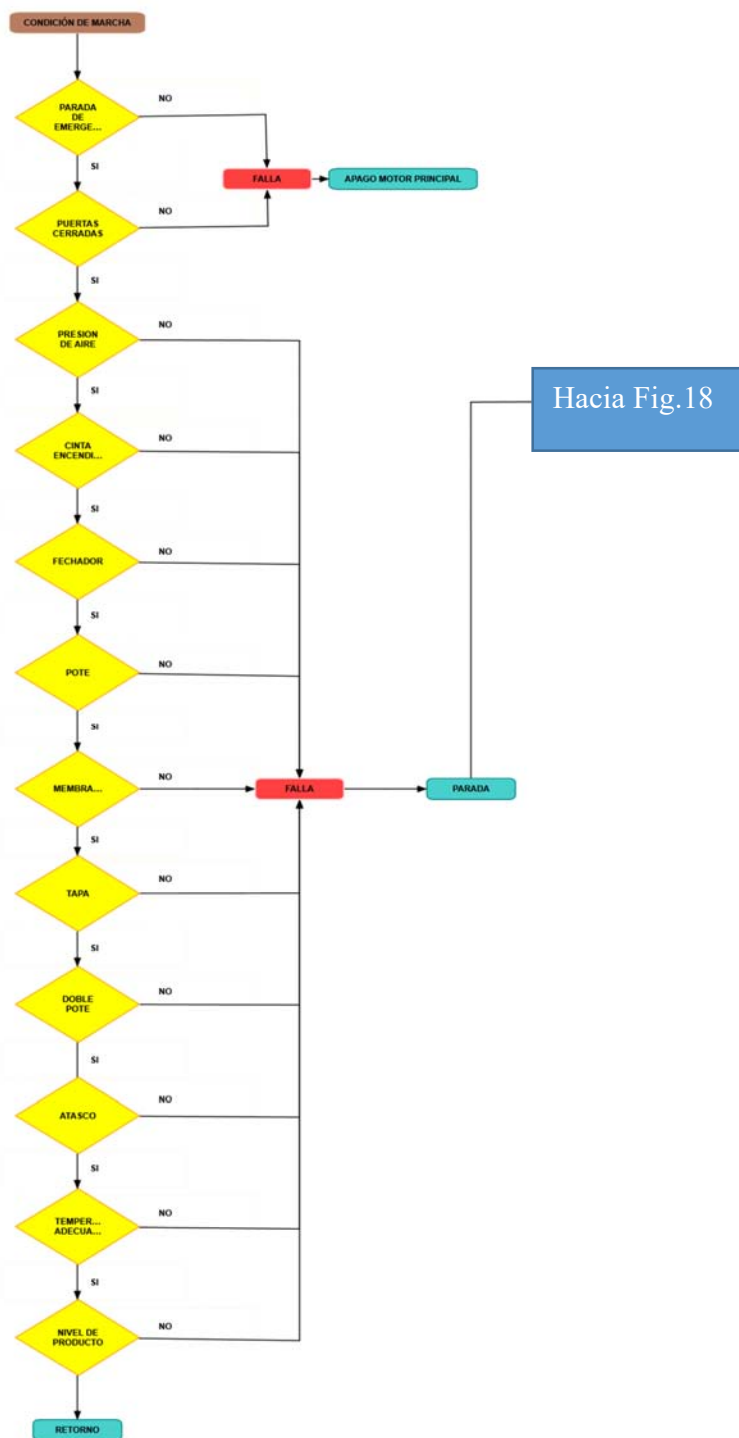 CONDICIÓN DE MARCHA
PARADA
DE
EMERGE...
NO
SI
FALLA
APAGO MOTOR PRINCIPAL
PUERTAS
CERRADAS
NO
SI
PRESION
DE AIRE
NO
SI
Hacia Fig.18
CINTA
ENCENDI...
NO
SI
FECHADOR
NO
SI
POTE
NO
SI
MEMBRA...
NO
FALLA
PARADA
SI
TAPA
NO
SI
DOBLE
POTE
NO
SI
ATASCO
NO
SI
TEMPER...
ADECUA...
NO
SI
NIVEL DE
PRODUCTO
NO
RETORNO